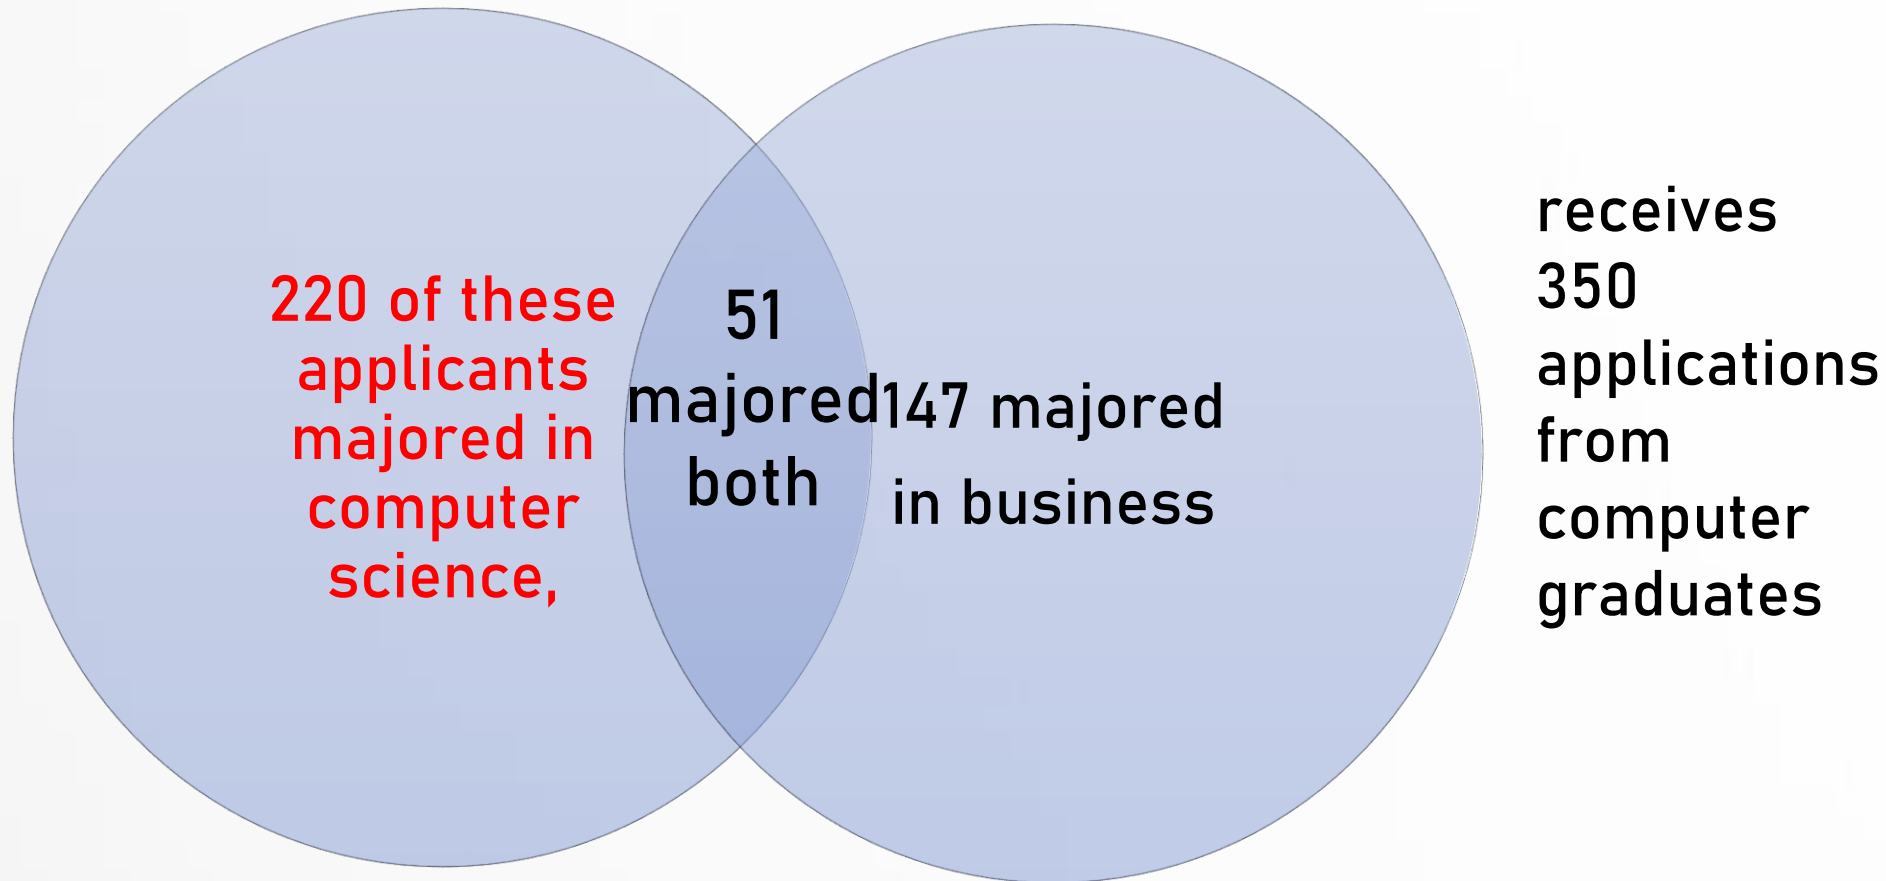 220 of these
applicants
majored in
computer
science,
51
majored
both
147 majored
in business
receives
350
applications
from
computer
graduates